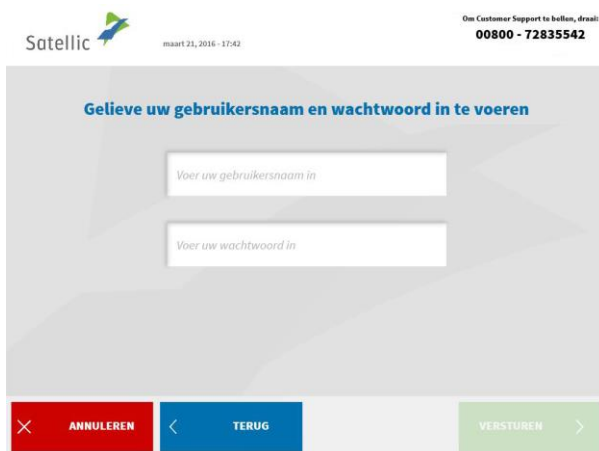 Satellic
maart 21, 2016 - 17:42
Om Customer Support te bellen, draai:
00800 - 72835542
Gelieve uw gebruikersnaam en wachtwoord in te voeren
Voer uw gebruikersnaam in
Voer uw wachtwoord in
ANNULEREN
TERUG
VERSTUREN